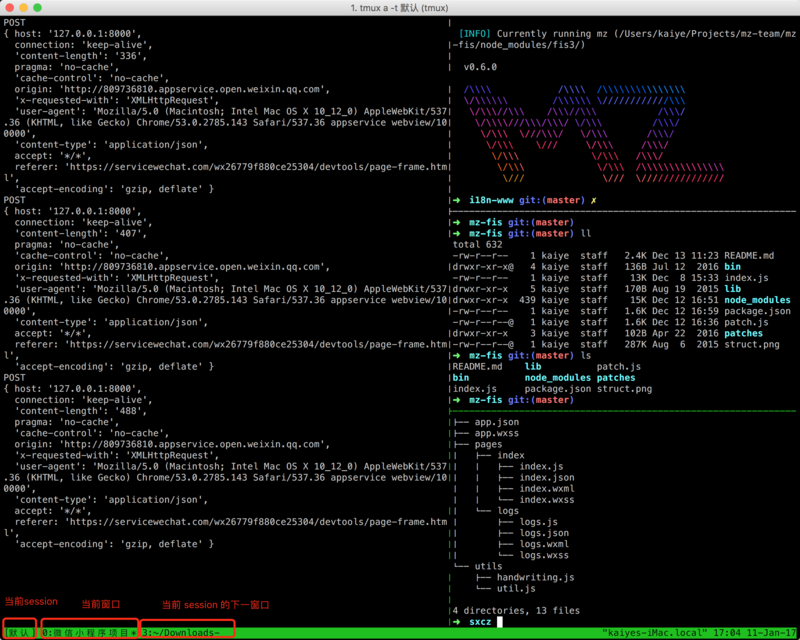 1. tmux a -t 默认 (tmux)
POST
{ host: '127.0.0.1:8000',
connection: 'keep-alive',
'content-length': '336',
pragma: 'no-cache',
'cache-control': 'no-cache',
origin: 'http://809736810.appservice.open.weixin.qq.com',
'x-requested-with': 'XMLHttpRequest',
'user-agent': 'Mozilla/5.0 (Macintosh; Intel Mac OS X 10_12_0) AppleWebKit/537
.36 (KHTML, like Gecko) Chrome/53.0.2785.143 Safari/537.36 appservice webview/10
0000',
'content-type': 'application/json',
accept: '*/*',
referer: 'https://servicewechat.com/wx26779f880ce25304/devtools/page-frame.htm
l',
'accept-encoding': 'gzip, deflate' }
POST
{ host: '127.0.0.1:8000',
connection: 'keep-alive',
'content-length': '407',
pragma: 'no-cache',
'cache-control': 'no-cache',
origin: 'http://809736810.appservice.open.weixin.qq.com',
'x-requested-with': 'XMLHttpRequest',
'user-agent': 'Mozilla/5.0 (Macintosh; Intel Mac OS X 10_12_0) AppleWebKit/537
.36 (KHTML, like Gecko) Chrome/53.0.2785.143 Safari/537.36 appservice webview/10
0000',
'content-type': 'application/json',
accept: '*/*',
referer: 'https://servicewechat.com/wx26779f880ce25304/devtools/page-frame.htm
l',
'accept-encoding': 'gzip, deflate' }
POST
{ host: '127.0.0.1:8000',
connection: 'keep-alive',
'content-length': '488',
pragma: 'no-cache',
'cache-control': 'no-cache',
origin: 'http://809736810.appservice.open.weixin.qq.com',
'x-requested-with': 'XMLHttpRequest',
'user-agent': 'Mozilla/5.0 (Macintosh; Intel Mac OS X 10_12_0) AppleWebKit/537
.36 (KHTML, like Gecko) Chrome/53.0.2785.143 Safari/537.36 appservice webview/10
0000',
'content-type': 'application/json',
accept: '*/*',
referer: 'https://servicewechat.com/wx26779f880ce25304/devtools/page-frame.htm
l',
'accept-encoding': 'gzip, deflate' }
[INFO] Currently running mz (/Users/kaiye/Projects/mz-team/mz
-fis/node_modules/fis3/)
v0.6.0
➜ i18n-www git:(master) ✗
➜ mz-fis git:(master)
➜ mz-fis git:(master) ll
total 632
-rw-r--r-- 1 kaiye staff 2.4K Dec 13 11:23 README.md
drwxr-xr-x@ 4 kaiye staff 136B Jul 12 2016 bin
-rw-r--r-- 1 kaiye staff 13K Dec 8 15:33 index.js
drwxr-xr-x 5 kaiye staff 170B Aug 19 2015 lib
drwxr-xr-x 439 kaiye staff 15K Dec 12 16:51 node_modules
-rw-r--r-- 1 kaiye staff 1.6K Dec 12 16:59 package.json
-rw-r--r--@ 1 kaiye staff 1.6K Dec 12 16:36 patch.js
drwxr-xr-x 3 kaiye staff 102B Apr 22 2016 patches
-rw-r--r--@ 1 kaiye staff 287K Aug 6 2015 struct.png
➜ mz-fis git:(master) ls
README.md lib patch.js
bin node_modules patches
index.js package.json struct.png
➜ mz-fis git:(master)
├── app.json
├── app.wxss
├── pages
│   ├── index
│   │   ├── index.js
│   │   ├── index.json
│   │   ├── index.wxml
│   │   └── index.wxss
│   └── logs
│       ├── logs.js
│       ├── logs.json
│       ├── logs.wxml
│       └── logs.wxss
└── utils
    ├── handwriting.js
    └── util.js
4 directories, 13 files
➜ sxcz
当前session 当前窗口 当前 session 的下一窗口
[默认] 0:微信小程序项目* 3:~/Downloads- "kaiyes-iMac.local" 17:04 11-Jan-17